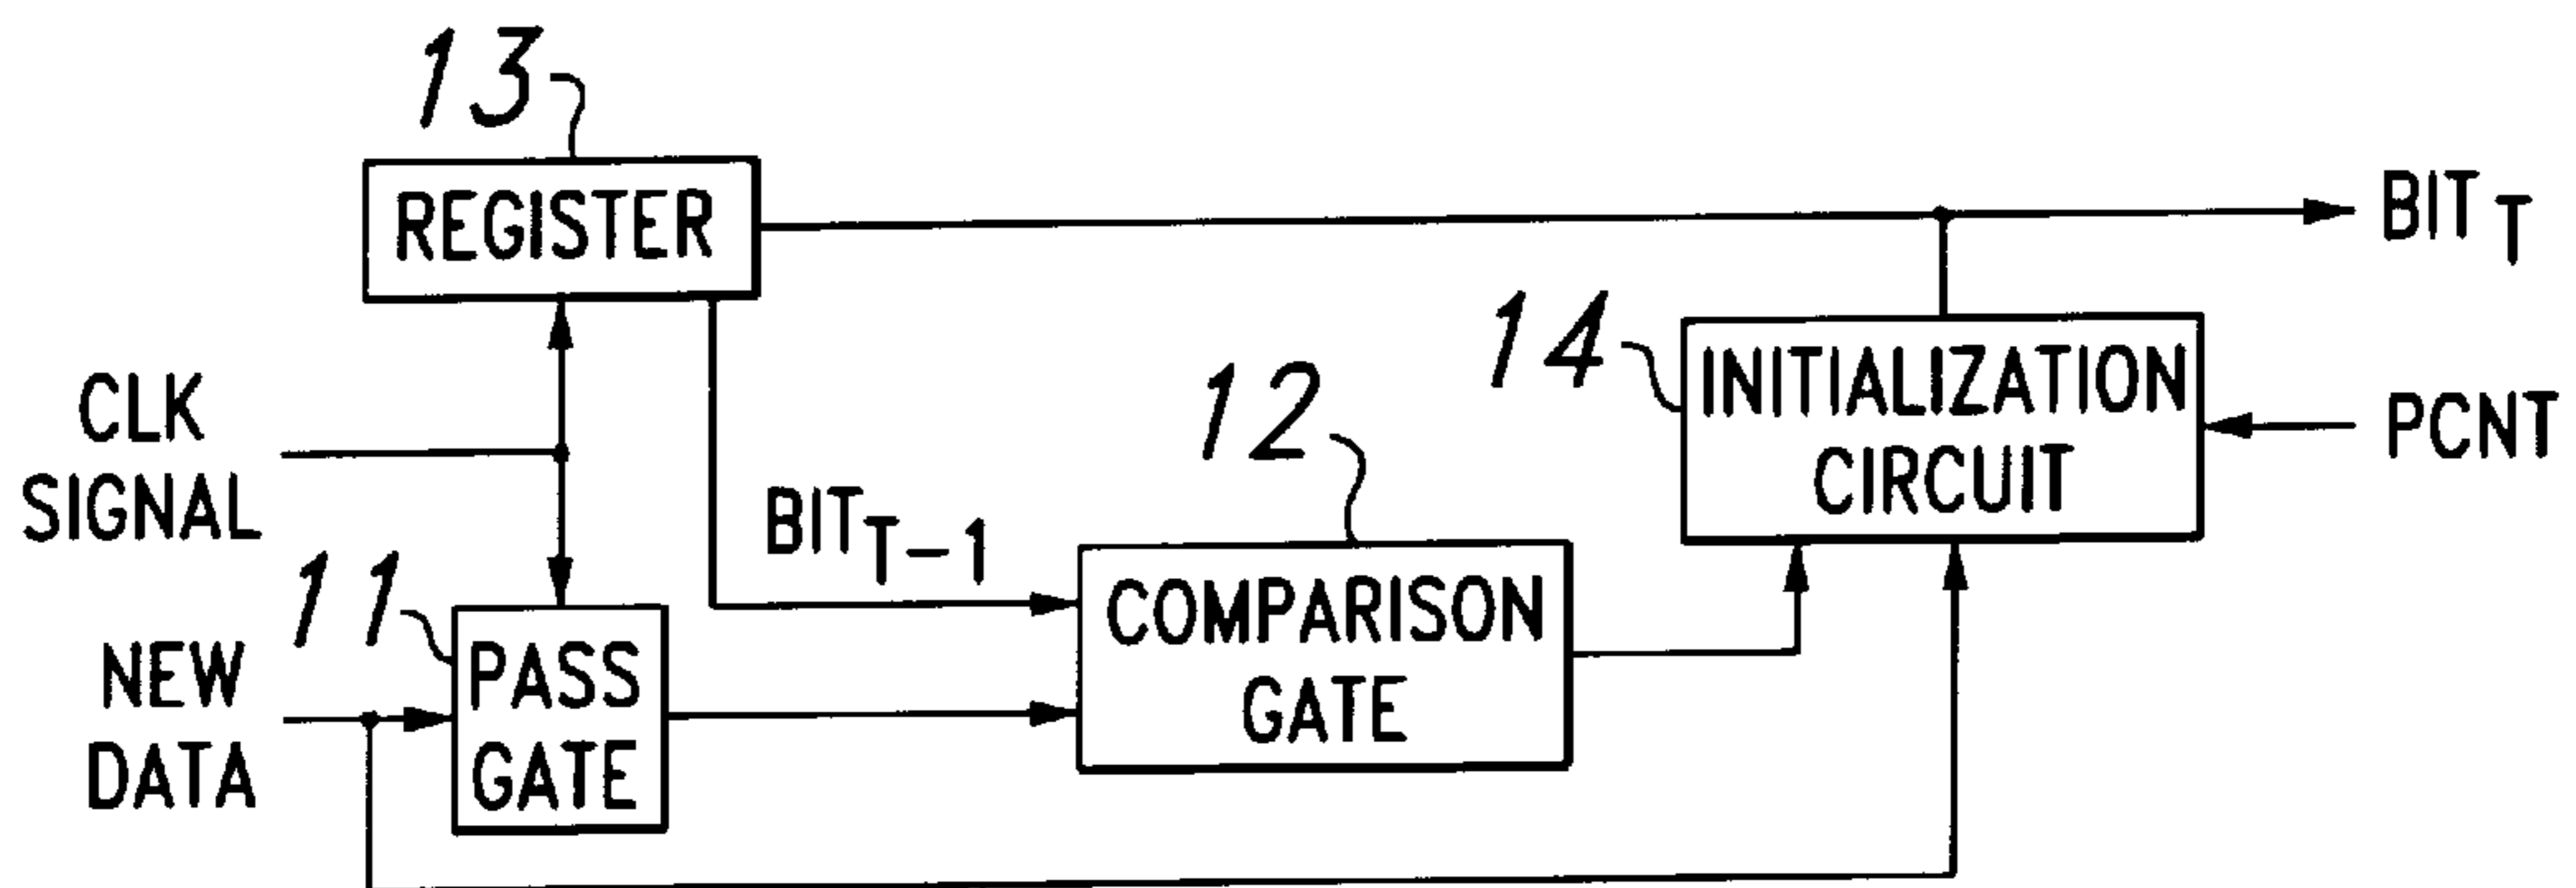 13
REGISTER
BIT T
14
INITIALIZATION
CIRCUIT
PCNT
CLK
SIGNAL
12
BIT T-1
COMPARISON
GATE
11
NEW
DATA
PASS
GATE